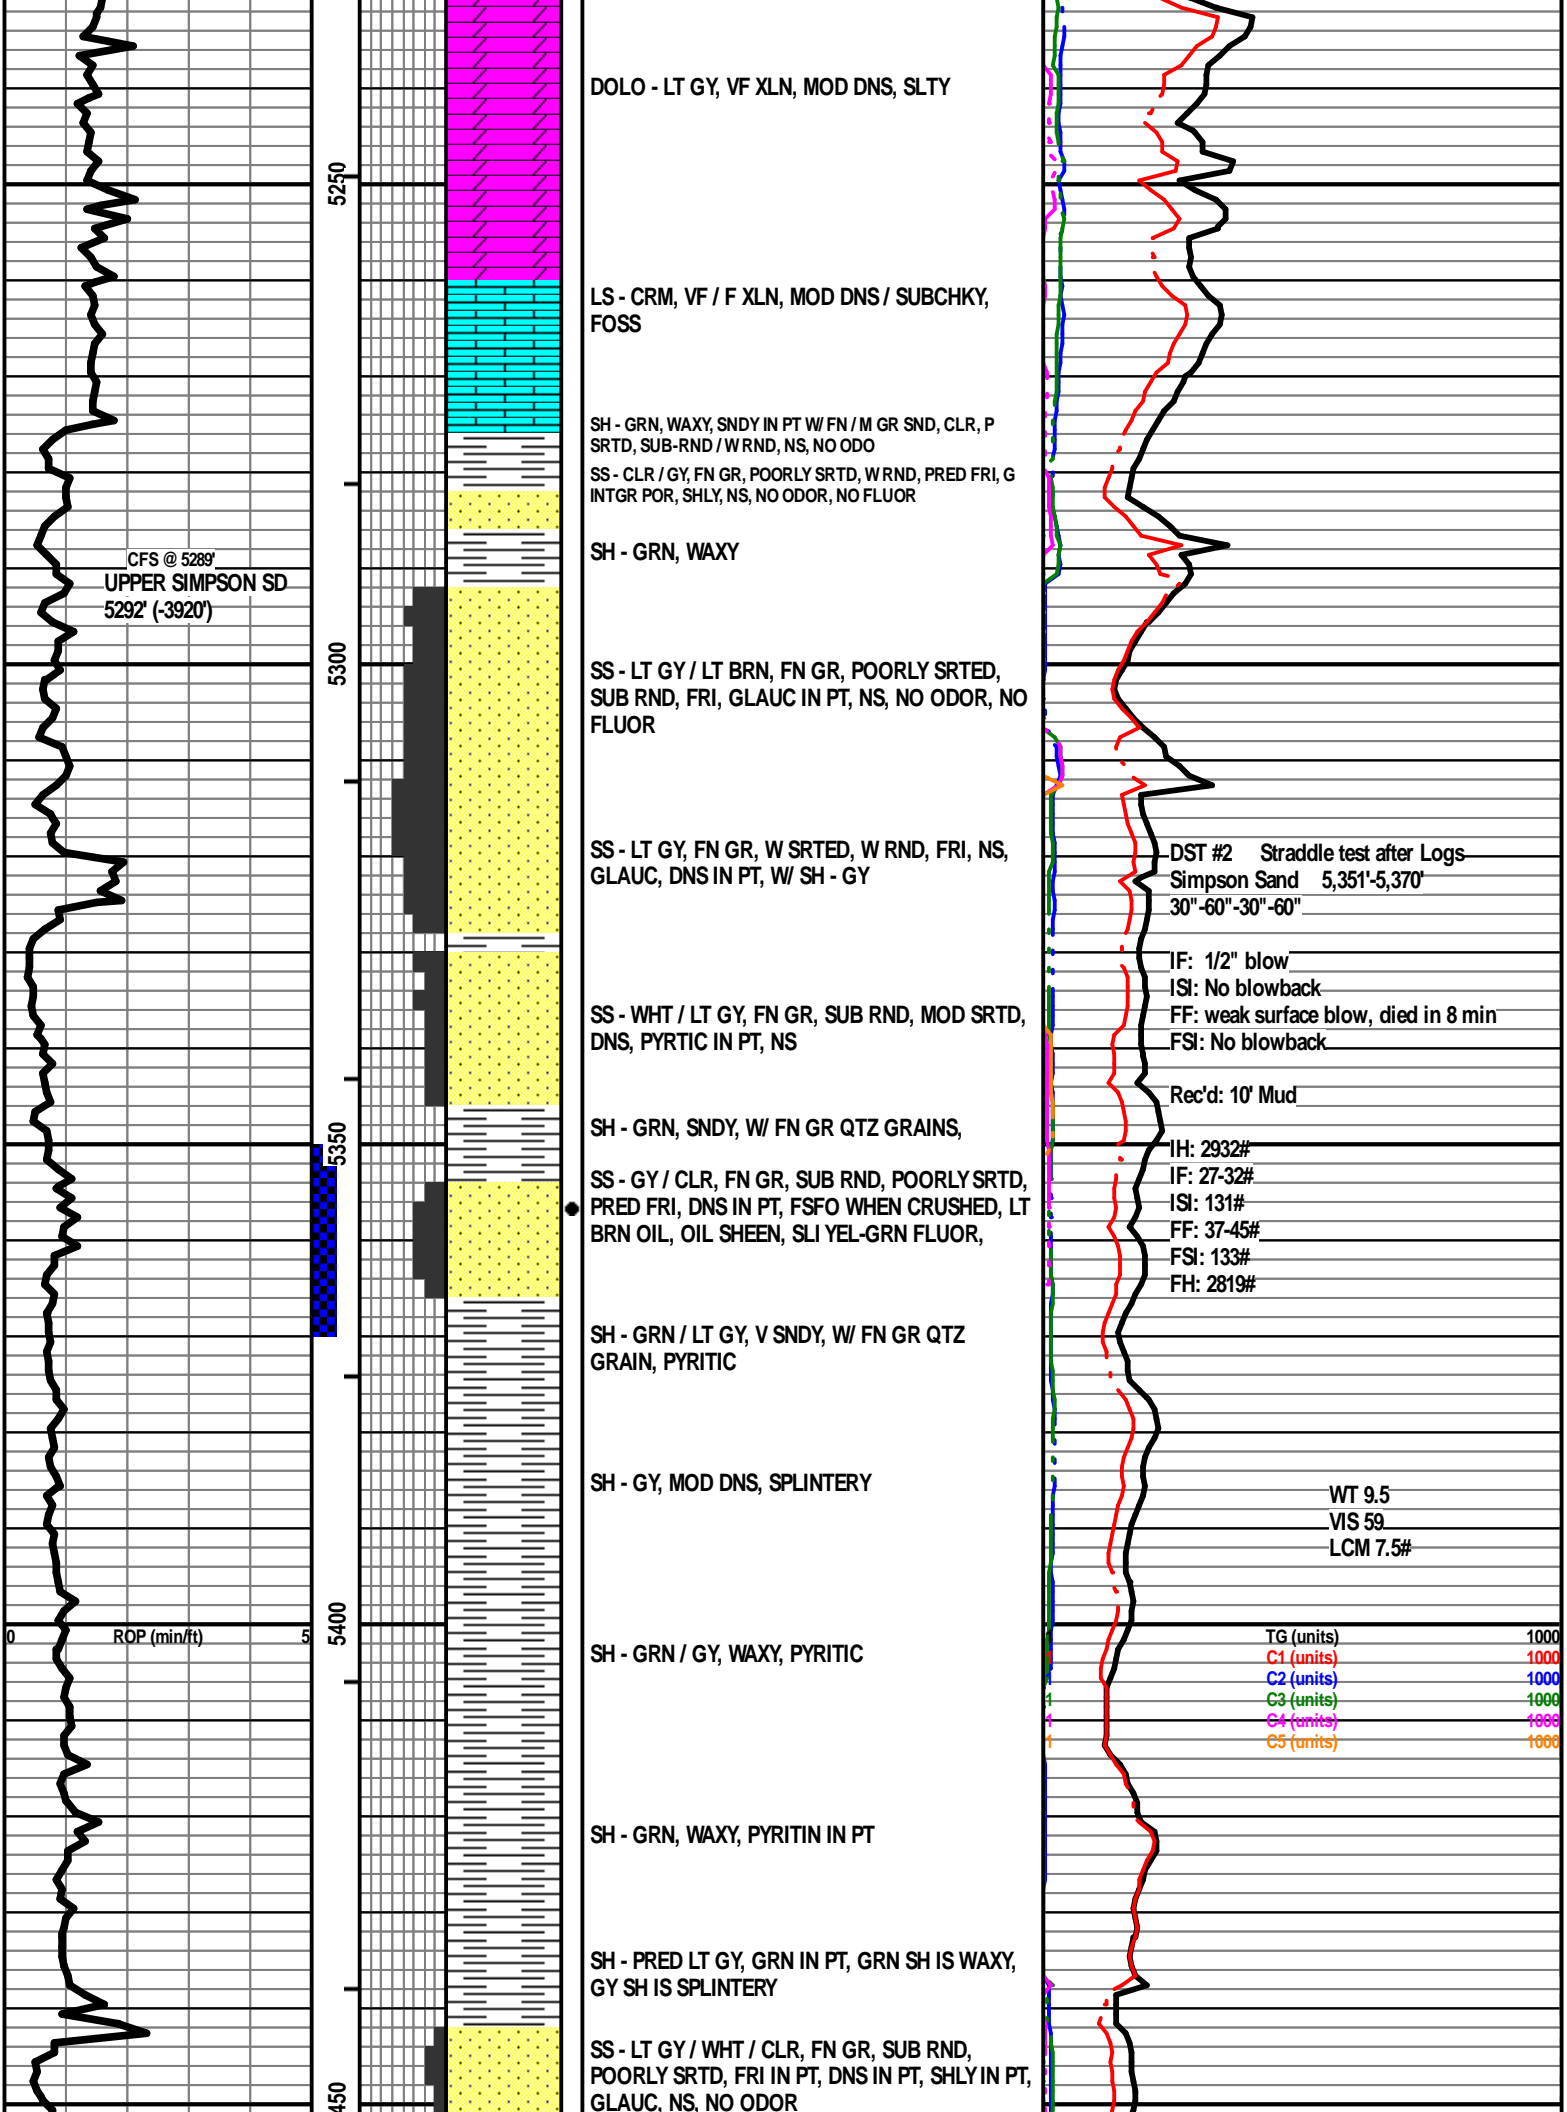 DOLO - LT GY, VF XLN, MOD DNS, SLTY
5250
LS - CRM, VF / F XLN, MOD DNS / SUBCHKY,
FOSS
SH - GRN, WAXY, SNDY IN PT W/ FN / M GR SND, CLR, P
SRTD, SUB-RND / W RND, NS, NO ODO
SS - CLR / GY, FN GR, POORLY SRTD, W RND, PRED FRI, G
INTGR POR, SHLY, NS, NO ODOR, NO FLUOR
SH - GRN, WAXY
CFS @ 5289'
UPPER SIMPSON SD
5292' (-3920')
5300
SS - LT GY / LT BRN, FN GR, POORLY SRTED,
SUB RND, FRI, GLAUC IN PT, NS, NO ODOR, NO
FLUOR
SS - LT GY, FN GR, W SRTED, W RND, FRI, NS,
GLAUC, DNS IN PT, W/ SH - GY
DST #2 Straddle test after Logs
Simpson Sand 5,351'-5,370'
30"-60"-30"-60"
IF: 1/2" blow
ISI: No blowback
FF: weak surface blow, died in 8 min
FSI: No blowback
Rec'd: 10' Mud
IH: 2932#
IF: 27-32#
ISI: 131#
FF: 37-45#
FSI: 133#
FH: 2819#
SS - WHT / LT GY, FN GR, SUB RND, MOD SRTD,
DNS, PYRTIC IN PT, NS
SH - GRN, SNDY, W/ FN GR QTZ GRAINS,
5350
SS - GY / CLR, FN GR, SUB RND, POORLY SRTD,
PRED FRI, DNS IN PT, FSFO WHEN CRUSHED, LT
BRN OIL, OIL SHEEN, SLI YEL-GRN FLUOR,
SH - GRN / LT GY, V SNDY, W/ FN GR QTZ
GRAIN, PYRITIC
SH - GY, MOD DNS, SPLINTERY
WT 9.5
VIS 59
LCM 7.5#
5400
0 ROP (min/ft) 5
SH - GRN / GY, WAXY, PYRITIC
TG (units) 1000
C1 (units) 1000
1 C2 (units) 1000
1 C3 (units) 1000
1 C4 (units) 1000
1 C5 (units) 1000
SH - GRN, WAXY, PYRITIN IN PT
SH - PRED LT GY, GRN IN PT, GRN SH IS WAXY,
GY SH IS SPLINTERY
SS - LT GY / WHT / CLR, FN GR, SUB RND,
POORLY SRTD, FRI IN PT, DNS IN PT, SHLY IN PT,
GLAUC, NS, NO ODOR
450